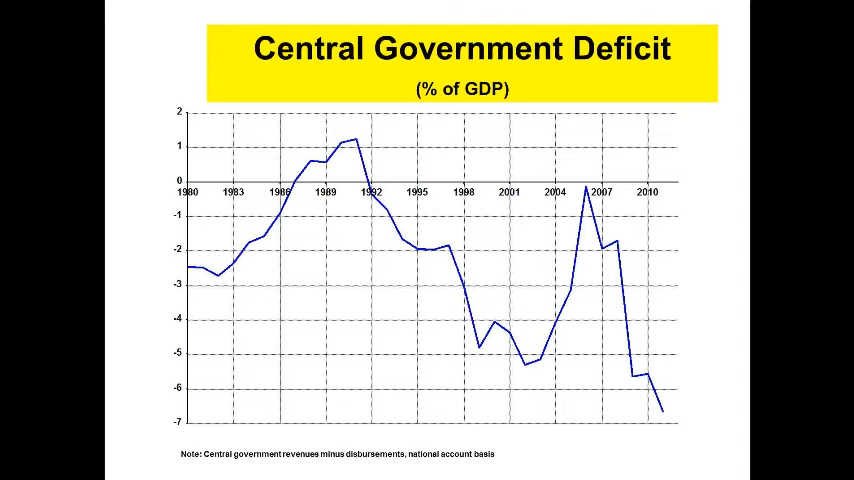 Central Government Deficit
(% of GDP)
2
1
0
1980 1983 1986 1989 1992 1995 1998 2001 2004 2007 2010
-1
-2
-3
-4
-5
-6
-7
Note: Central government revenues minus disbursements, national account basis